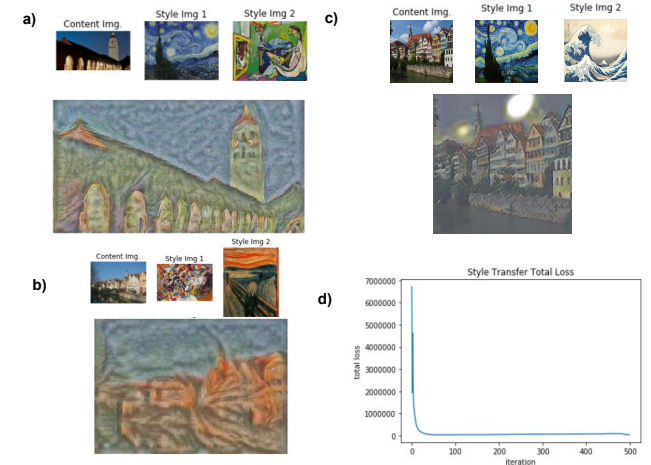 a)
Content Img.
Style Img 1
Style Img 2
c)
Content Img.
Style Img 1
Style Img 2
b)
Content Img.
Style Img 1
Style Img 2
d)
Style Transfer Total Loss
total loss
7000000
6000000
5000000
4000000
3000000
2000000
1000000
0
0 100 200 300 400 500
iteration